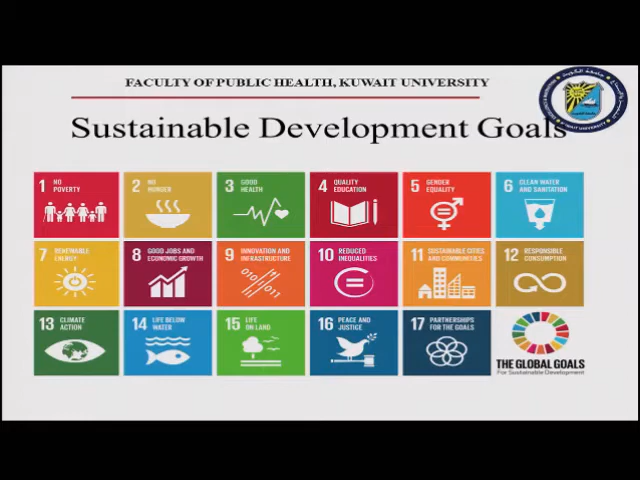 FACULTY OF PUBLIC HEALTH, KUWAIT UNIVERSITY
Sustainable Development Goals
1 NO POVERTY
2 NO HUNGER
3 GOOD HEALTH
4 QUALITY EDUCATION
5 GENDER EQUALITY
6 CLEAN WATER AND SANITATION
7 RENEWABLE ENERGY
8 GOOD JOBS AND ECONOMIC GROWTH
9 INNOVATION AND INFRASTRUCTURE
10 REDUCED INEQUALITIES
11 SUSTAINABLE CITIES AND COMMUNITIES
12 RESPONSIBLE CONSUMPTION
13 CLIMATE ACTION
14 LIFE BELOW WATER
15 LIFE ON LAND
16 PEACE AND JUSTICE
17 PARTNERSHIPS FOR THE GOALS
THE GLOBAL GOALS
For Sustainable Development